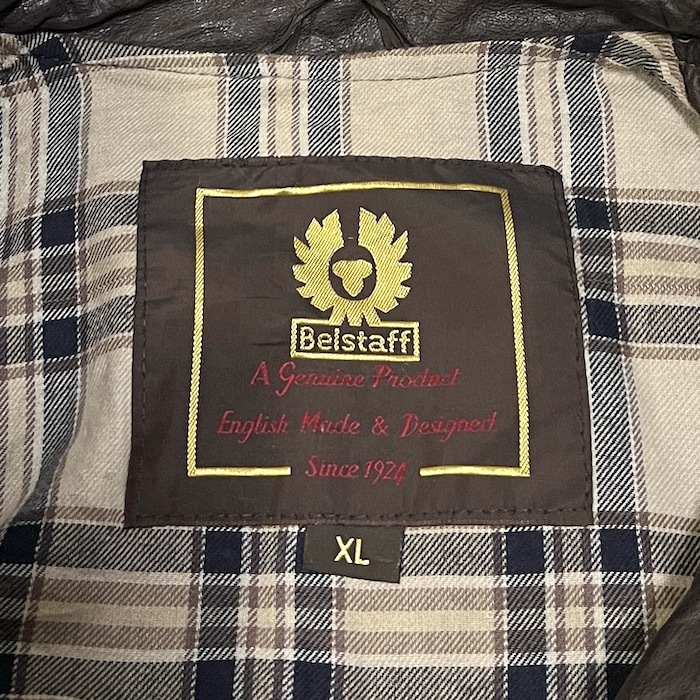 Belstaff
A Genuine Product
English Made & Designed
Since 1924
XL